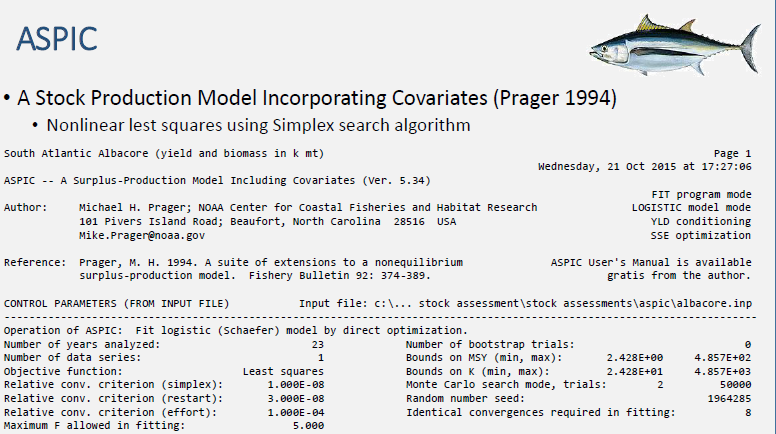 ASPIC
• A Stock Production Model Incorporating Covariates (Prager 1994)
• Nonlinear lest squares using Simplex search algorithm
South Atlantic Albacore (yield and biomass in k mt) Page 1
Wednesday, 21 Oct 2015 at 17:27:06
ASPIC -- A Surplus-Production Model Including Covariates (Ver. 5.34)
FIT program mode
Author: Michael H. Prager; NOAA Center for Coastal Fisheries and Habitat Research LOGISTIC model mode
101 Pivers Island Road; Beaufort, North Carolina 28516 USA YLD conditioning
Mike.Prager@noaa.gov SSE optimization
Reference: Prager, M. H. 1994. A suite of extensions to a nonequilibrium ASPIC User's Manual is available
surplus-production model. Fishery Bulletin 92: 374-389. gratis from the author.
CONTROL PARAMETERS (FROM INPUT FILE) Input file: c:\... stock assessment\stock assessments\aspic\albacore.inp
Operation of ASPIC: Fit logistic (Schaefer) model by direct optimization.
Number of years analyzed: 23 Number of bootstrap trials: 0
Number of data series: 1 Bounds on MSY (min, max): 2.428E+00 4.857E+02
Objective function: Least squares Bounds on K (min, max): 2.428E+01 4.857E+03
Relative conv. criterion (simplex): 1.000E-08 Monte Carlo search mode, trials: 2 50000
Relative conv. criterion (restart): 3.000E-08 Random number seed: 1964285
Relative conv. criterion (effort): 1.000E-04 Identical convergences required in fitting: 8
Maximum F allowed in fitting: 5.000